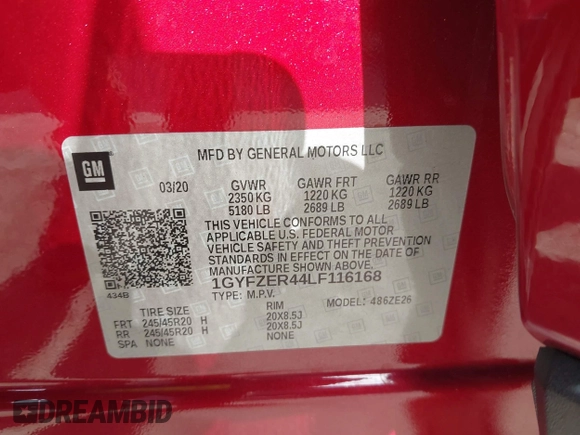 GM
MFD BY GENERAL MOTORS LLC
03/20
GVWR GAWR FRT GAWR RR
2350 KG 1220 KG 1220 KG
5180 LB 2689 LB 2689 LB
THIS VEHICLE CONFORMS TO ALL
APPLICABLE U.S. FEDERAL MOTOR
VEHICLE SAFETY AND THEFT PREVENTION
STANDARDS IN EFFECT ON THE DATE OF
MANUFACTURE SHOWN ABOVE.
1GYFZER44LF116168
434B
TYPE: M.P.V. MODEL: 486ZE26
TIRE SIZE RIM
FRT 245/45R20 H 20X8.5J
RR 245/45R20 H 20X8.5J
SPA NONE NONE
DREAMBID